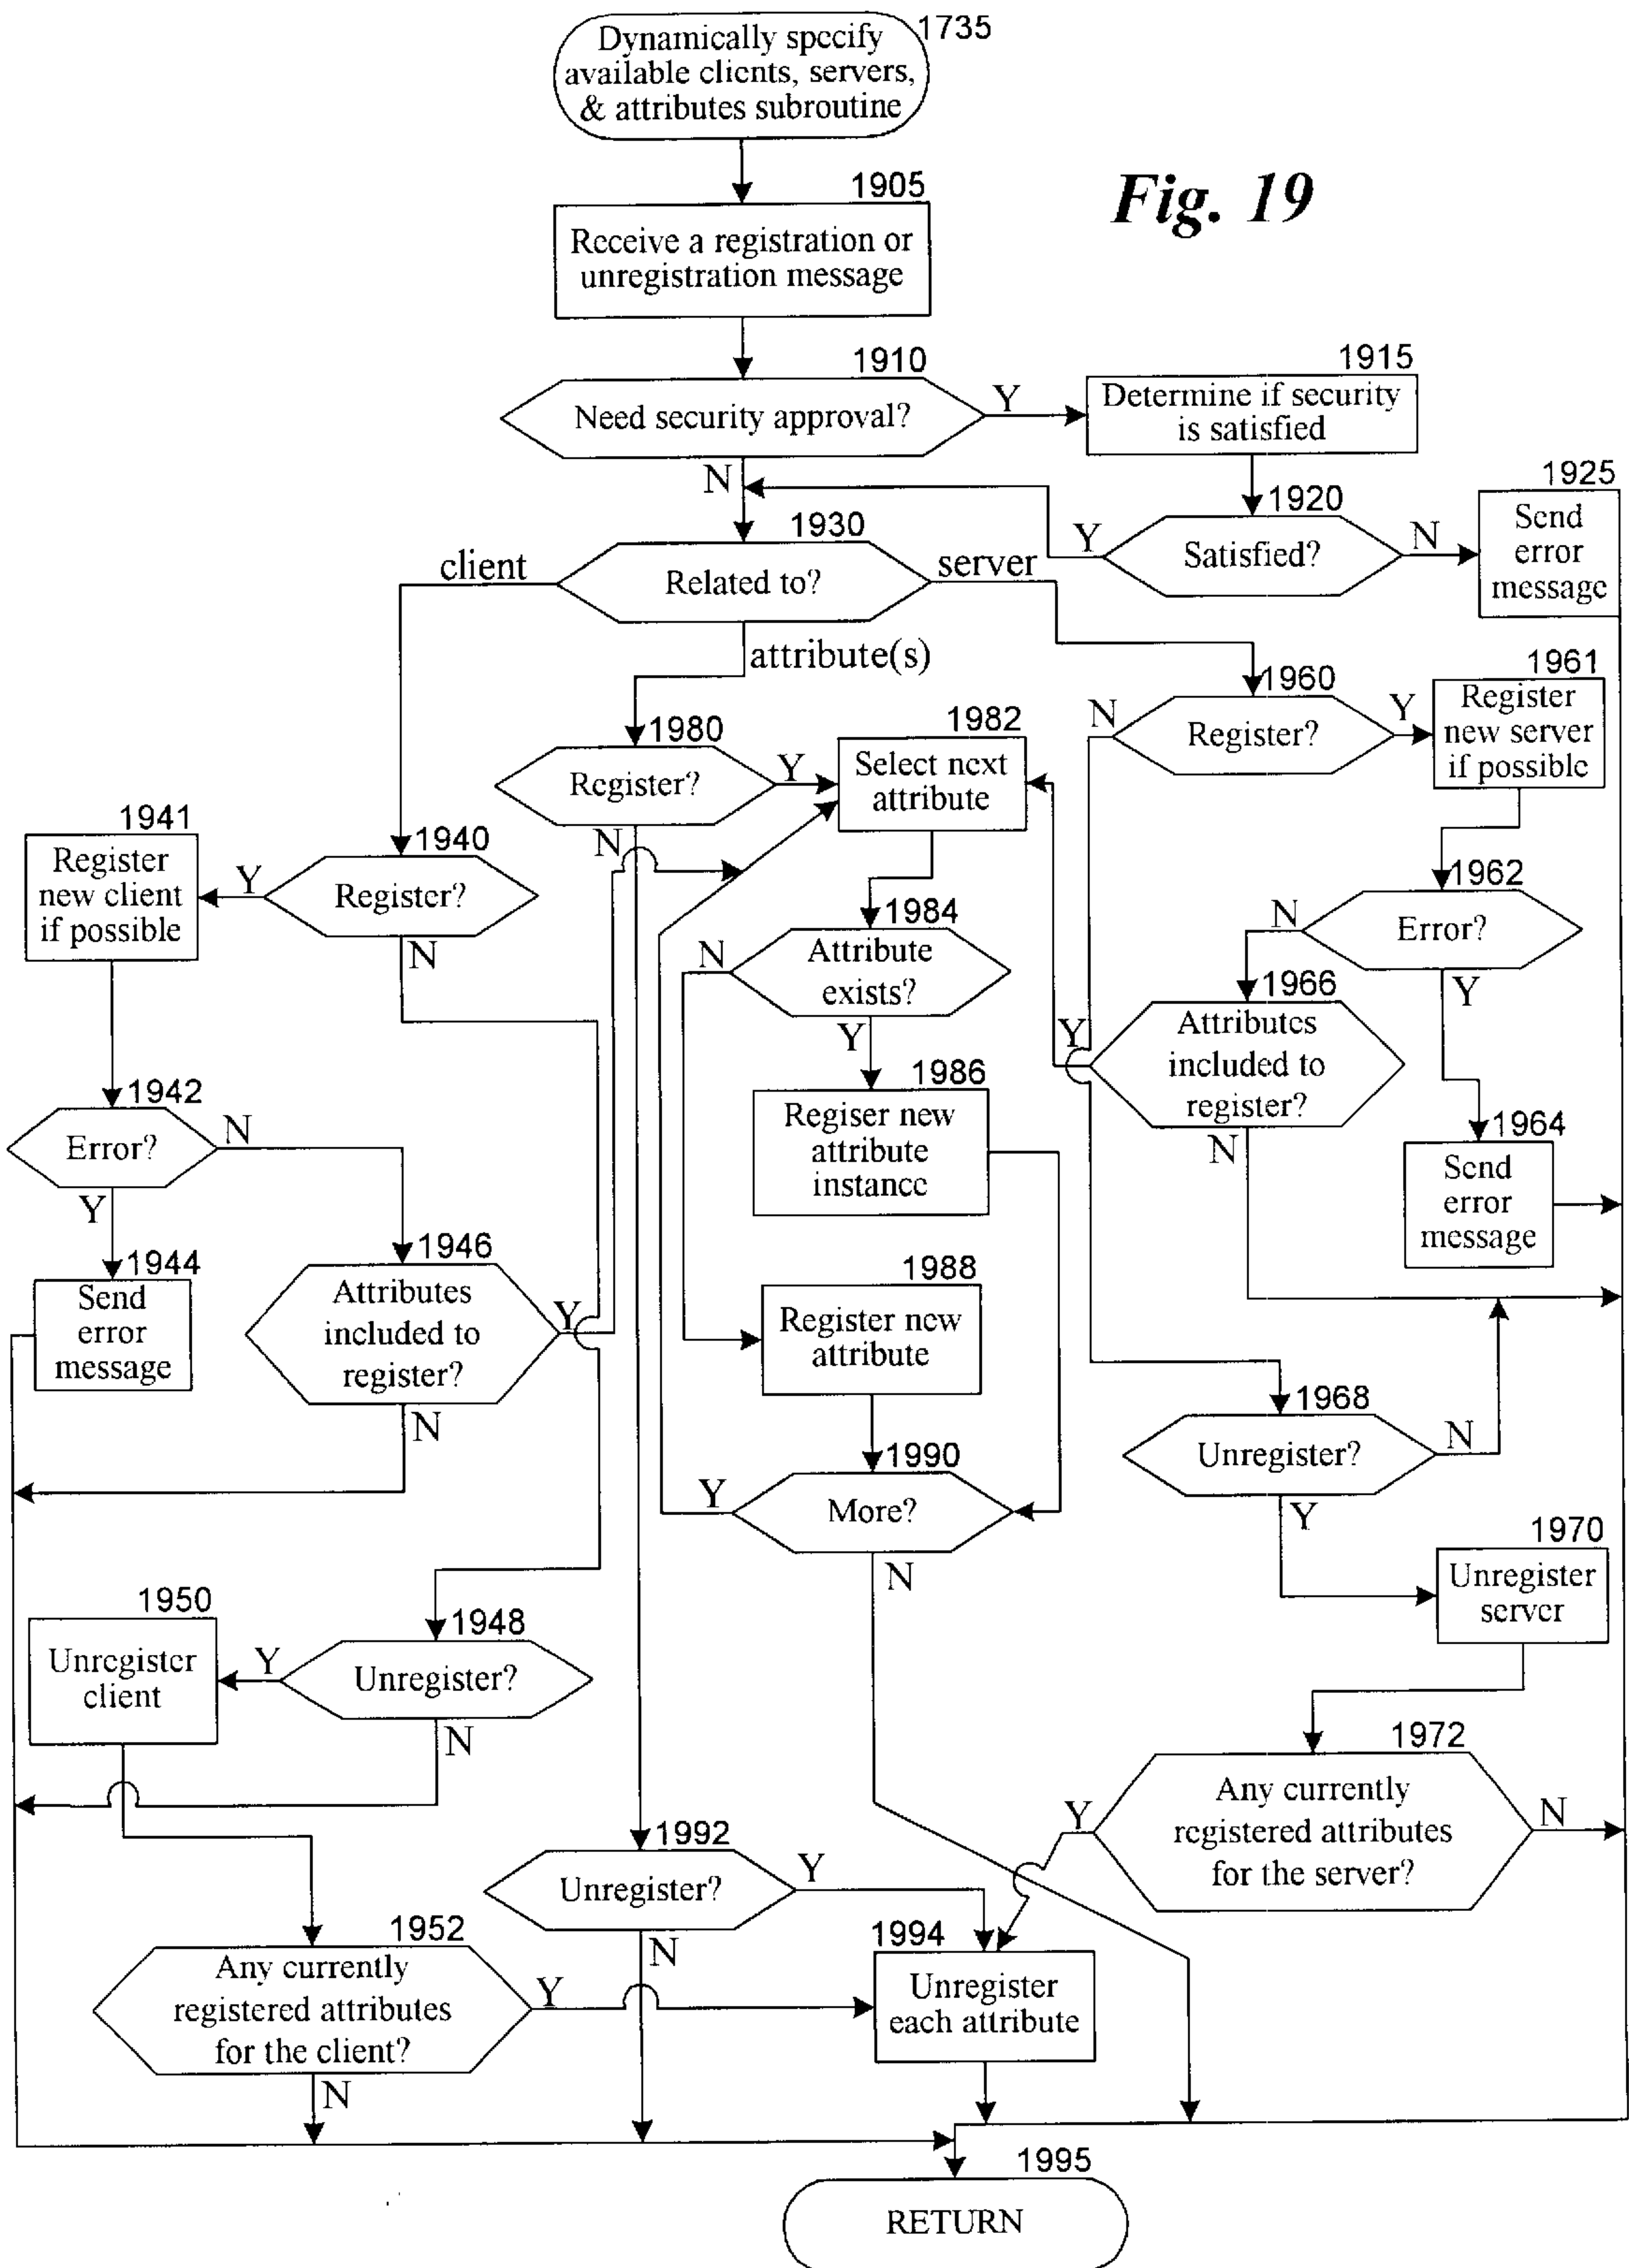 1735
Dynamically specify
available clients, servers,
& attributes subroutine
Fig. 19
1905
Receive a registration or
unregistration message
1910
Need security approval?
Y
N
1915
Determine if security
is satisfied
1920
Satisfied?
Y
N
1925
Send
error
message
1930
Related to?
client
server
attribute(s)
1960
Register?
N
Y
1961
Register
new server
if possible
1980
Register?
Y
N
1982
Select next
attribute
1941
Register
new client
if possible
1940
Register?
Y
N
1962
Error?
N
Y
1984
Attribute
exists?
N
Y
1966
Attributes
included to
register?
Y
N
1986
Regiser new
attribute
instance
1942
Error?
N
Y
1964
Send
error
message
1944
Send
error
message
1946
Attributes
included to
register?
Y
N
1988
Register new
attribute
1968
Unregister?
N
Y
1990
More?
Y
N
1970
Unregister
server
1950
Unregister
client
1948
Unregister?
Y
N
1972
Any currently
registered attributes
for the server?
Y
N
1992
Unregister?
Y
N
1952
Any currently
registered attributes
for the client?
Y
N
1994
Unregister
each attribute
1995
RETURN